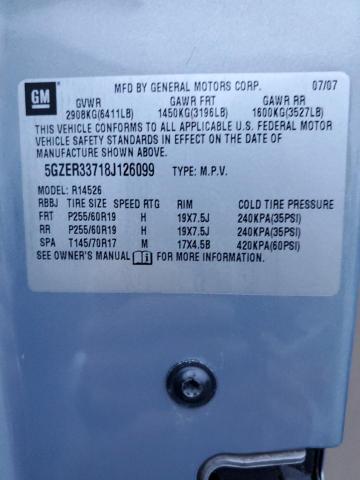 GM
MFD BY GENERAL MOTORS CORP. 07/07
GVWR GAWR FRT GAWR RR
2908KG(6411LB) 1450KG(3196LB) 1600KG(3527LB)
THIS VEHICLE CONFORMS TO ALL APPLICABLE U.S. FEDERAL MOTOR
VEHICLE SAFETY STANDARDS IN EFFECT ON THE DATE OF
MANUFACTURE SHOWN ABOVE.
5GZER33718J126099 TYPE: M.P.V.
MODEL: R14526
RBBJ TIRE SIZE SPEED RTG RIM COLD TIRE PRESSURE
FRT P255/60R19 H 19X7.5J 240KPA(35PSI)
RR P255/60R19 H 19X7.5J 240KPA(35PSI)
SPA T145/70R17 M 17X4.5B 420KPA(60PSI)
SEE OWNER'S MANUAL FOR MORE INFORMATION.